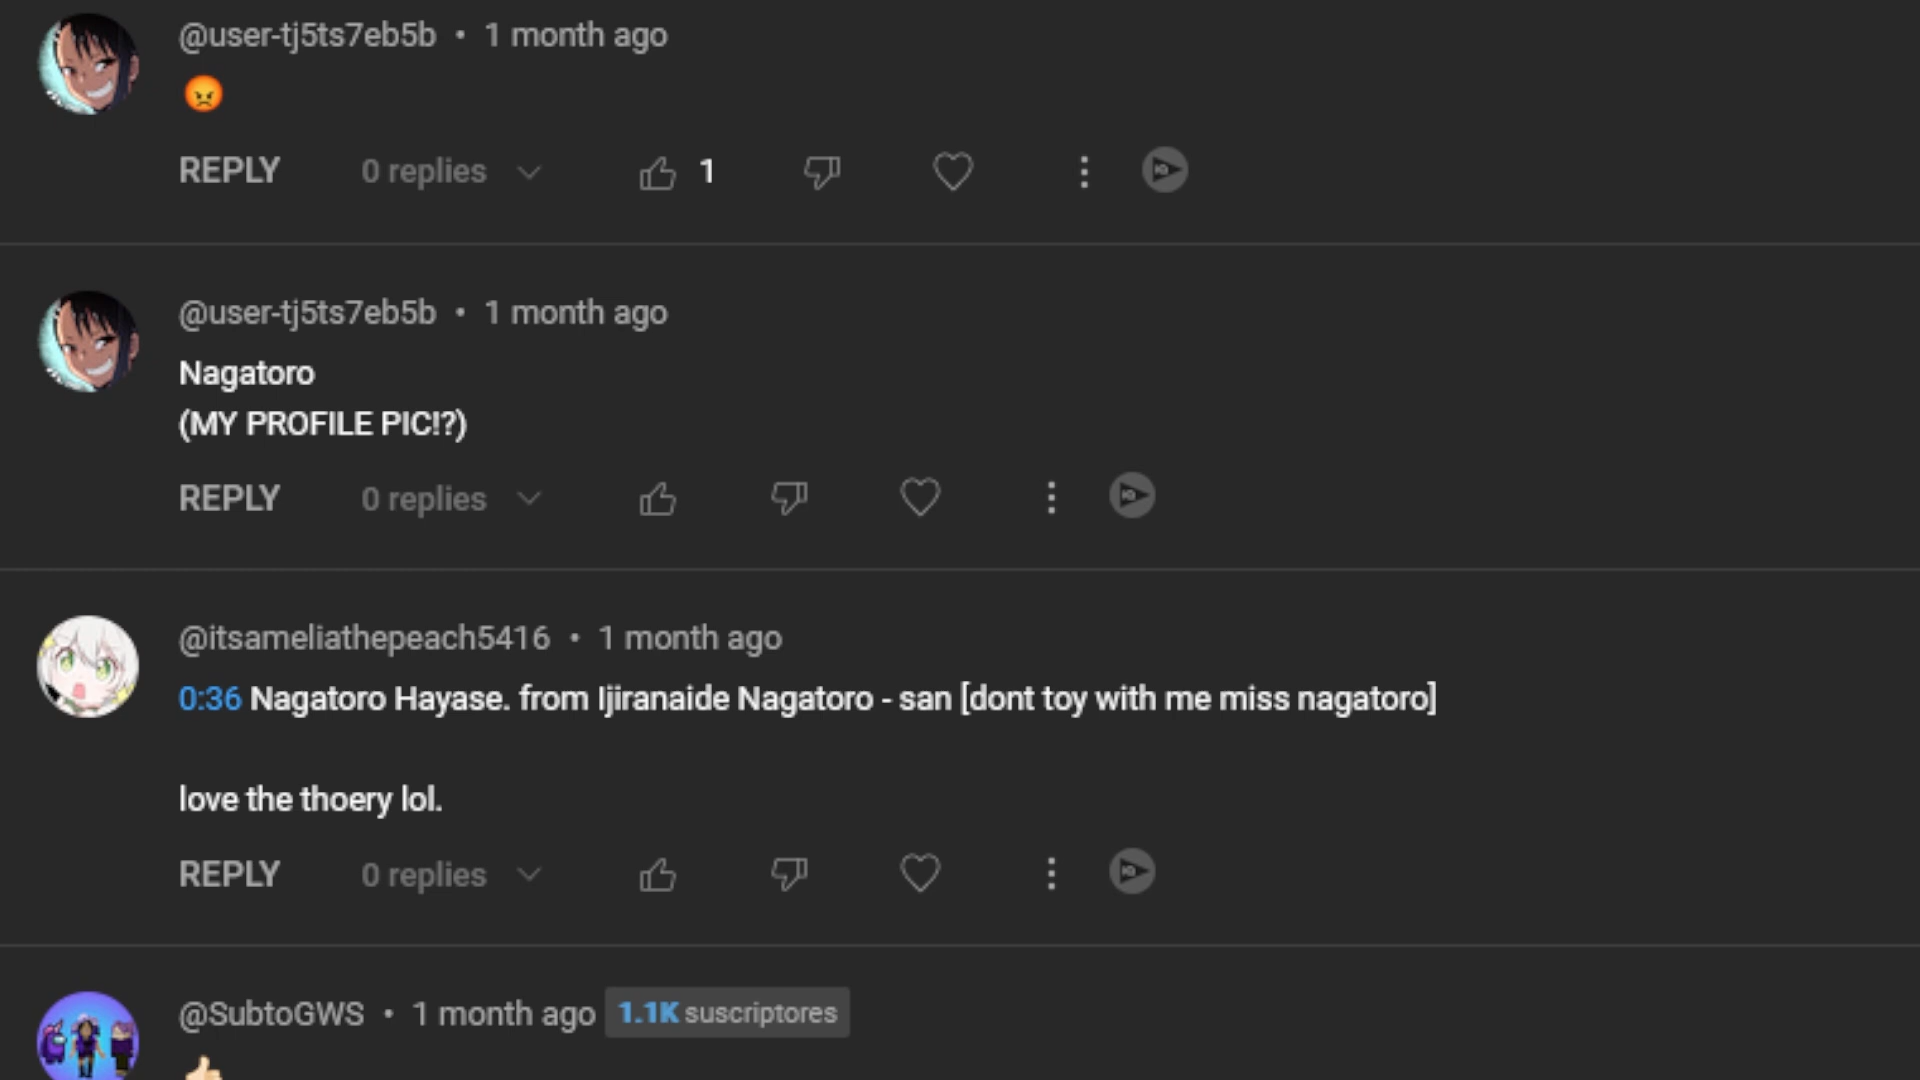 @user-tj5ts7eb5b • 1 month ago
😡
REPLY 0 replies 1
@user-tj5ts7eb5b • 1 month ago
Nagatoro
(MY PROFILE PIC!?)
REPLY 0 replies
@itsameliathepeach5416 • 1 month ago
0:36 Nagatoro Hayase. from Ijiranaide Nagatoro - san [dont toy with me miss nagatoro]
love the thoery lol.
REPLY 0 replies
@SubtoGWS • 1 month ago 1.1K suscriptores